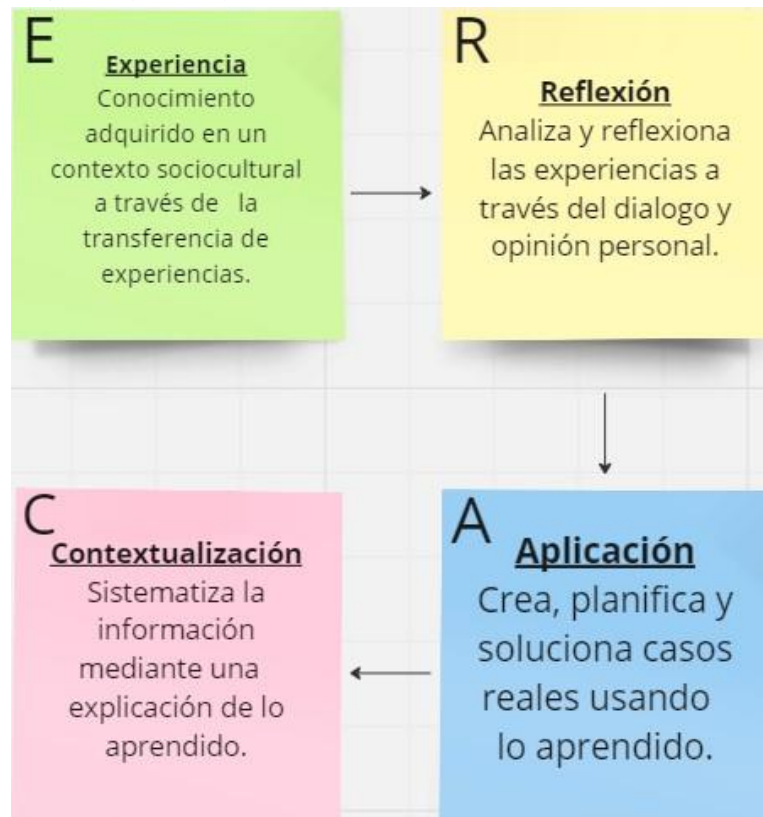 E
Experiencia
Conocimiento
adquirido en un
contexto sociocultural
a través de la
transferencia de
experiencias.
R
Reflexión
Analiza y reflexiona
las experiencias a
través del dialogo y
opinión personal.
C
Contextualización
Sistematiza la
información
mediante una
explicación de lo
aprendido.
A
Aplicación
Crea, planifica y
soluciona casos
reales usando
lo aprendido.